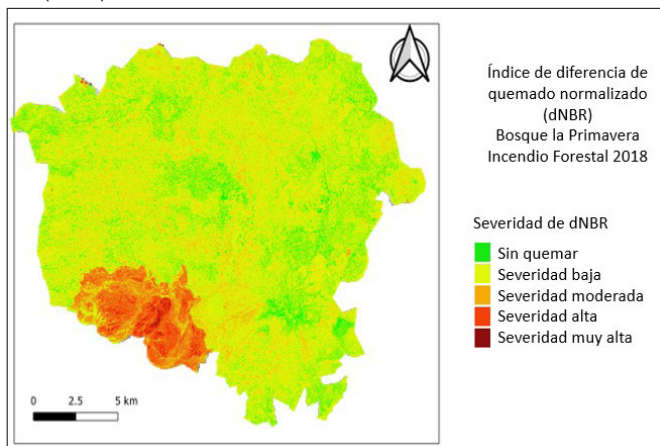 Índice de diferencia de
quemado normalizado
(dNBR)
Bosque la Primavera
Incendio Forestal 2018
Severidad de dNBR
Sin quemar
Severidad baja
Severidad moderada
Severidad alta
Severidad muy alta
0 2.5 5 km